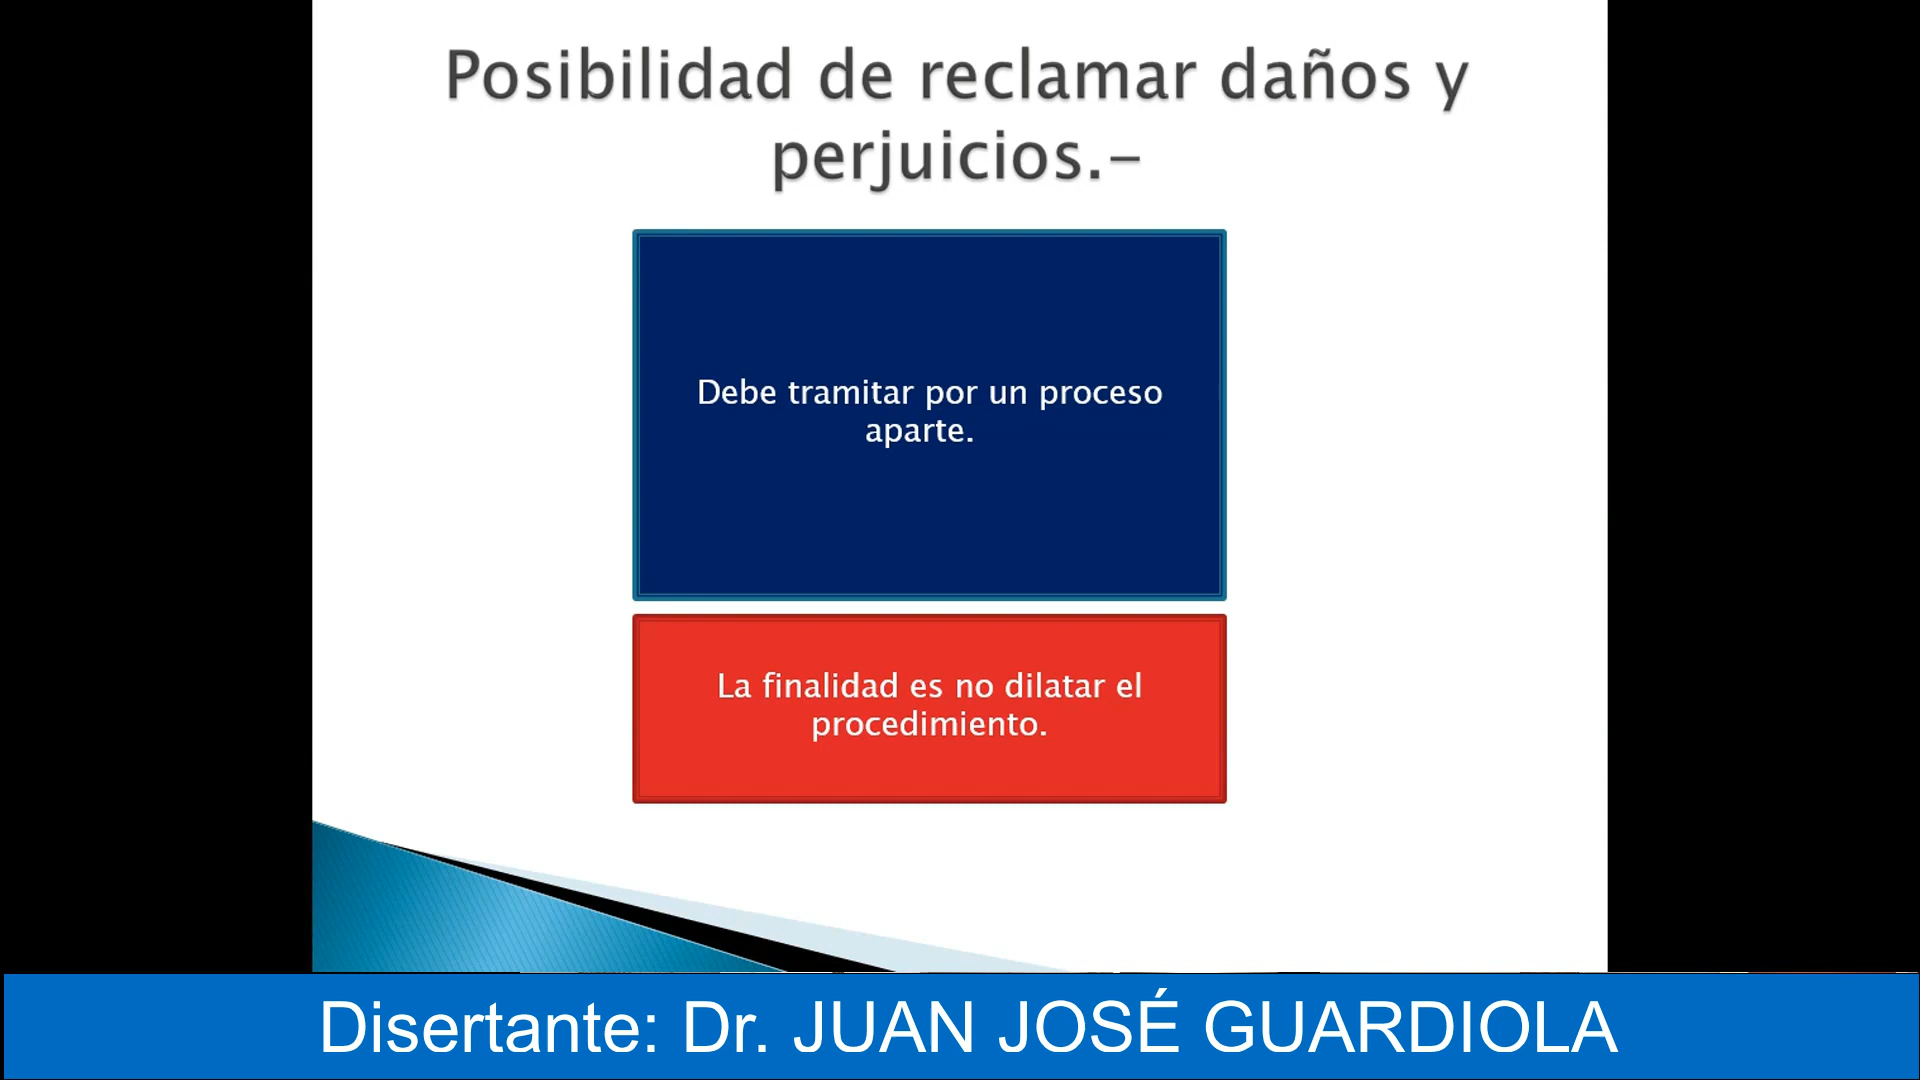 Posibilidad de reclamar daños y
perjuicios.-
Debe tramitar por un proceso
aparte.
La finalidad es no dilatar el
procedimiento.
Disertante: Dr. JUAN JOSÉ GUARDIOLA